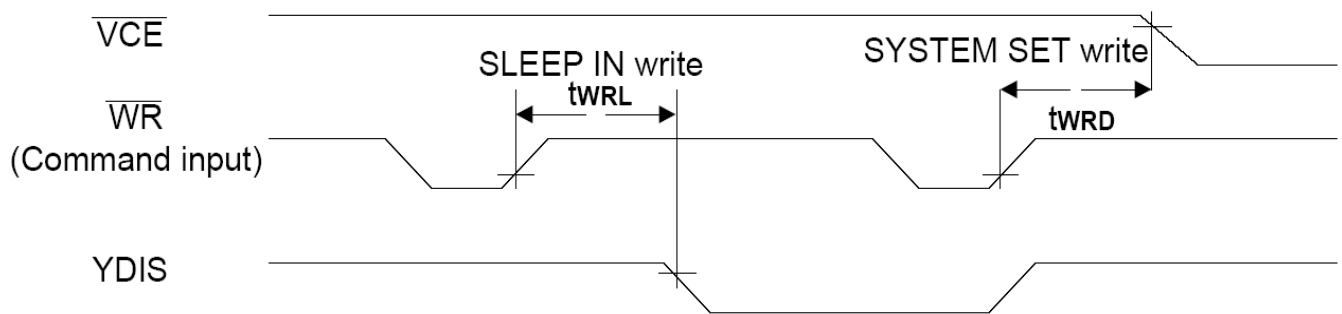 VCE
SLEEP IN write
SYSTEM SET write
tWRL
WR
(Command input)
tWRD
YDIS